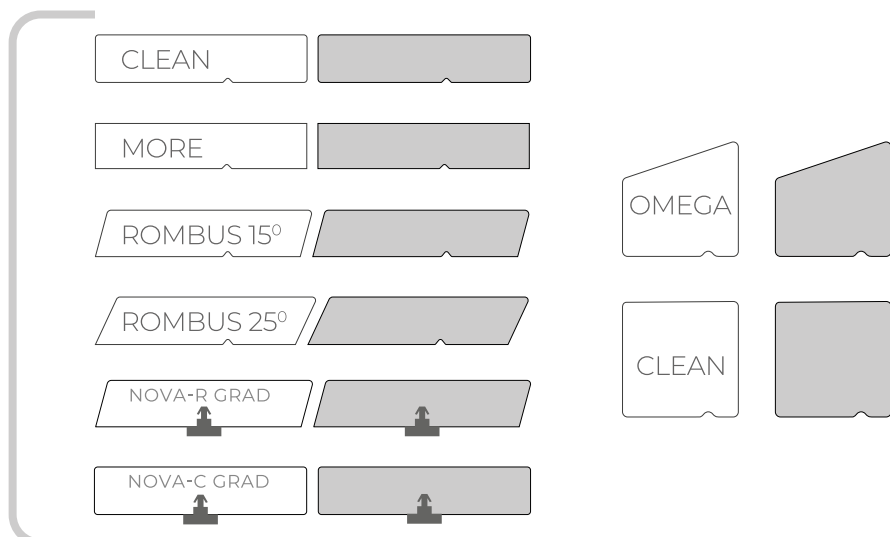 CLEAN
MORE
ROMBUS 15⁰
ROMBUS 25⁰
NOVA-R GRAD
NOVA-C GRAD
OMEGA
CLEAN